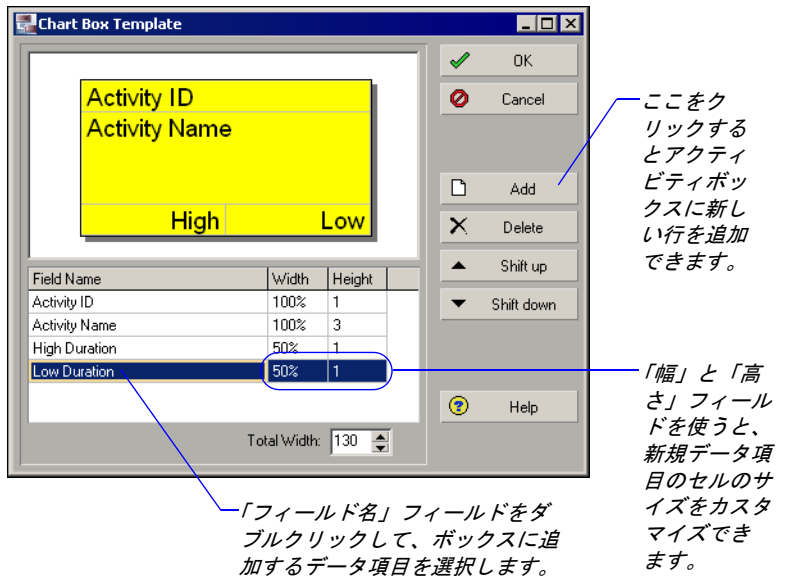 Chart Box Template
Activity ID
Activity Name
High Low
Field Name Width Height
Activity ID 100% 1
Activity Name 100% 3
High Duration 50% 1
Low Duration 50% 1
Total Width: 130
OK
Cancel
Add
Delete
Shift up
Shift down
Help
ここをク
リックする
とアクティ
ビティボッ
クスに新し
い行を追加
できます。
「幅」と「高
さ」フィール
ドを使うと、
新規データ項
目のセルのサ
イズをカスタ
マイズでき
ます。
「フィールド名」フィールドをダ
ブルクリックして、ボックスに追
加するデータ項目を選択します。